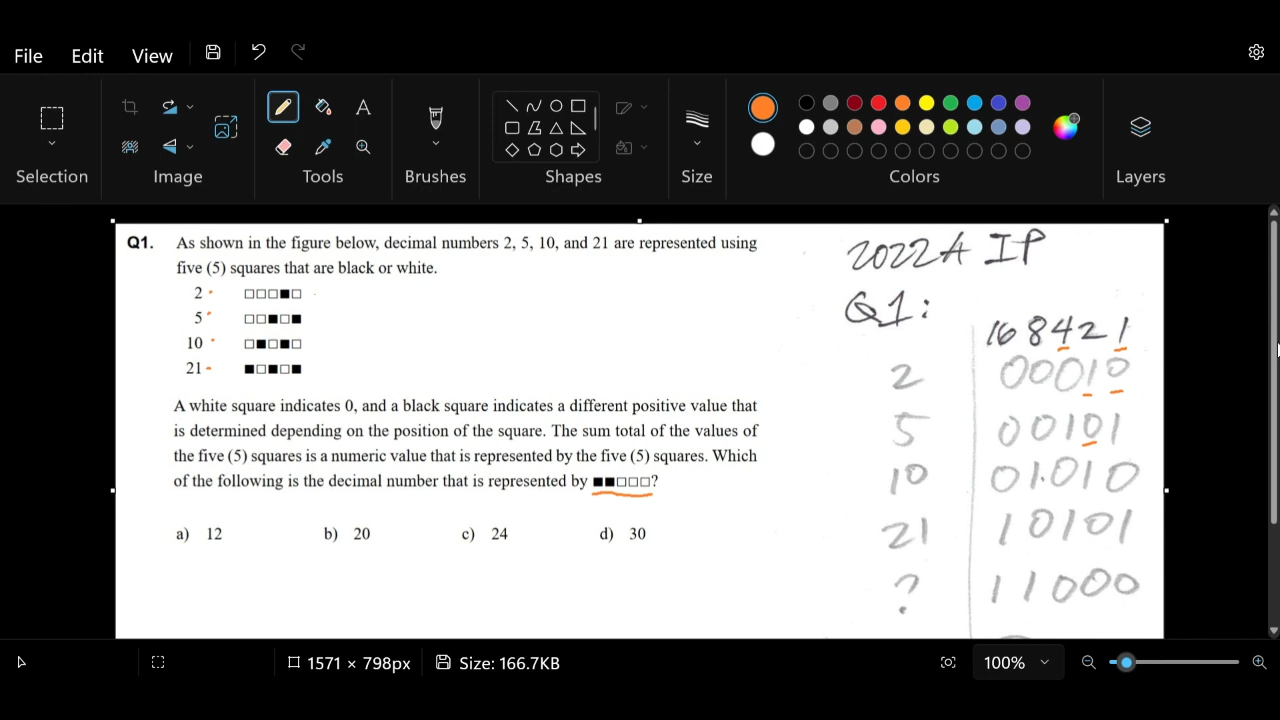 File Edit View
Selection Image Tools Brushes Shapes Size Colors Layers
Q1. As shown in the figure below, decimal numbers 2, 5, 10, and 21 are represented using
five (5) squares that are black or white.
2 □□□■□
5 □□■□■
10 □■□■□
21 ■□■□■
A white square indicates 0, and a black square indicates a different positive value that
is determined depending on the position of the square. The sum total of the values of
the five (5) squares is a numeric value that is represented by the five (5) squares. Which
of the following is the decimal number that is represented by ■■□□□?
a) 12 b) 20 c) 24 d) 30
2022A IP
Q1:
16 8 4 2 1
2 00010
5 00101
10 01010
21 10101
? 11000
1571 × 798px Size: 166.7KB 100%